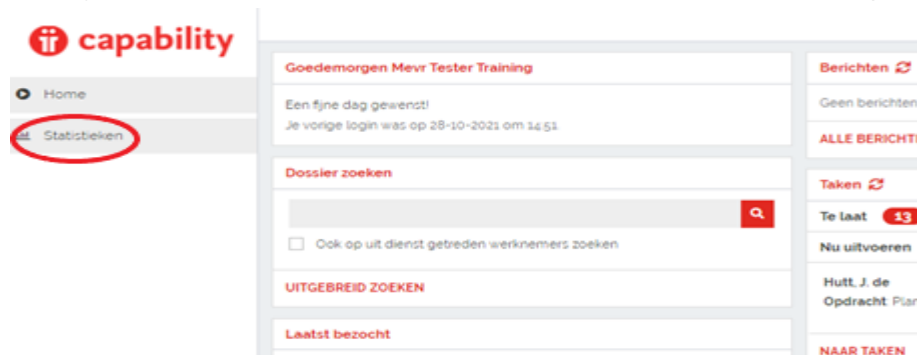 capability
Home
Statistieken
Goedemorgen Mevr Tester Training
Een fijne dag gewenst!
Je vorige login was op 28-10-2021 om 14:51
Dossier zoeken
Ook op uit dienst getreden werknemers zoeken
UITGEBREID ZOEKEN
Laatst bezocht
Berichten
Geen berichten
ALLE BERICHT
Taken
Te laat 13
Nu uitvoeren
Hutt, J. de
Opdracht Plan
NAAR TAKEN